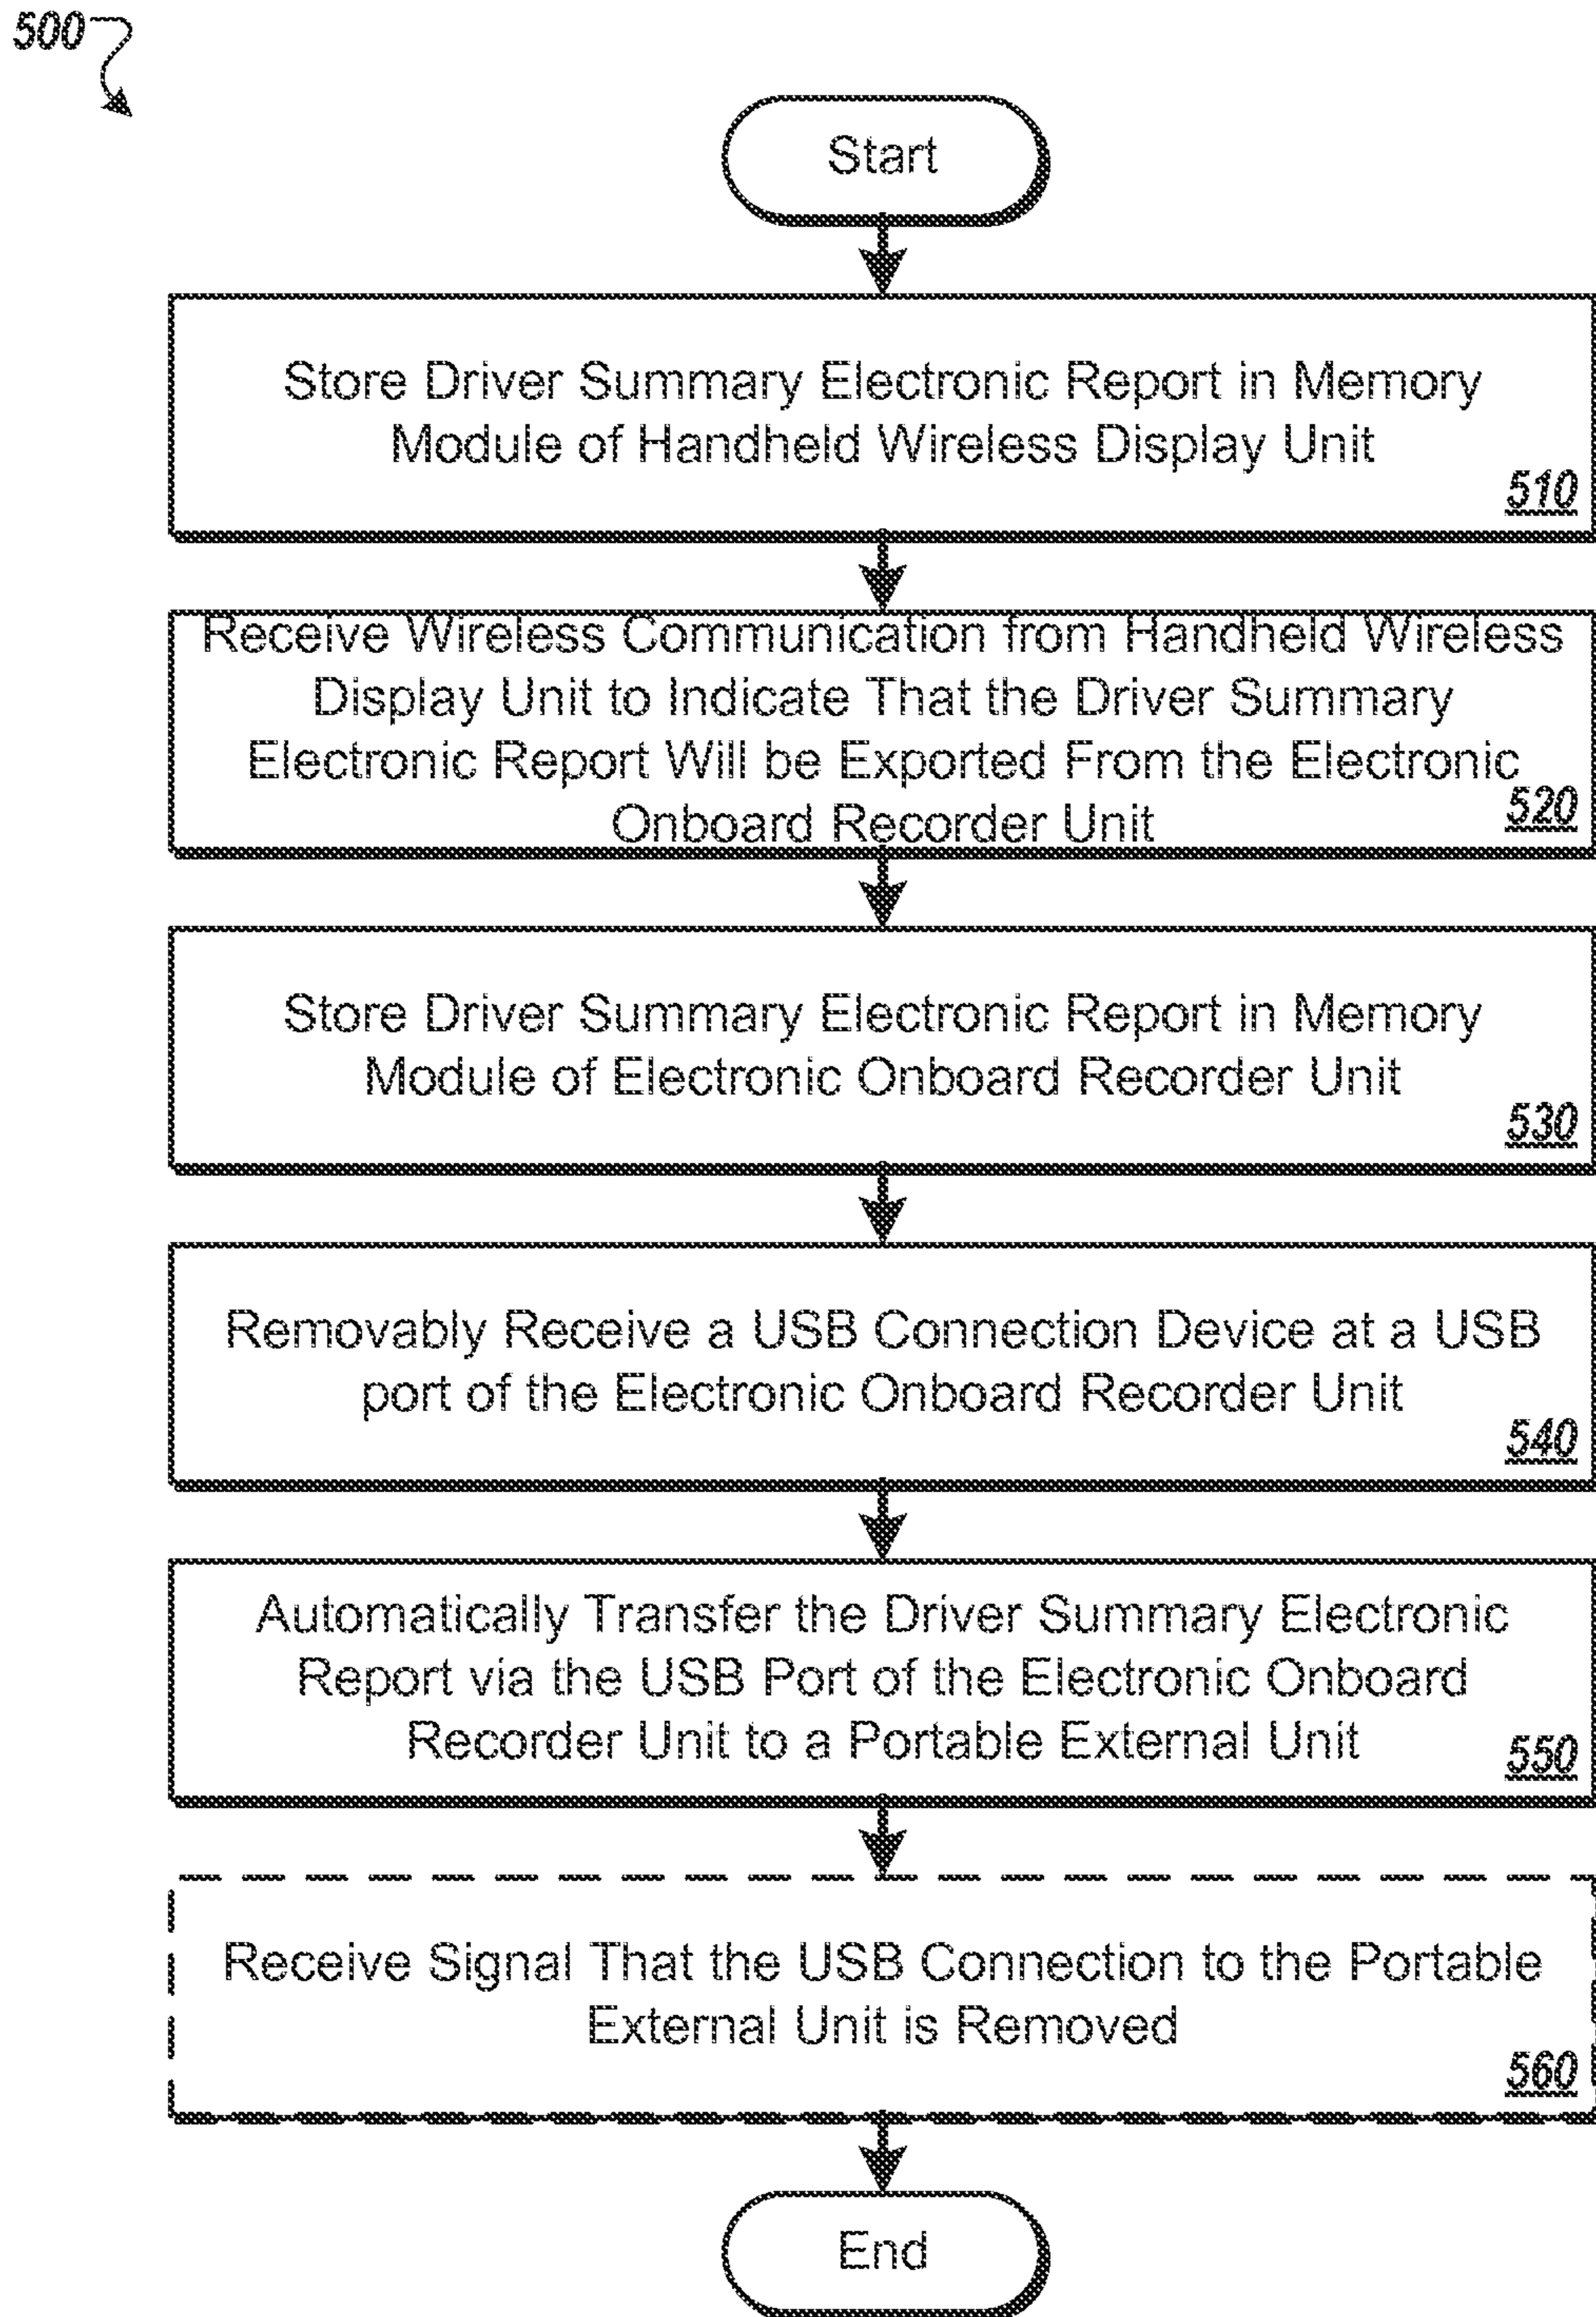 500
Start
Store Driver Summary Electronic Report in Memory
Module of Handheld Wireless Display Unit
510
Receive Wireless Communication from Handheld Wireless
Display Unit to Indicate That the Driver Summary
Electronic Report Will be Exported From the Electronic
Onboard Recorder Unit
520
Store Driver Summary Electronic Report in Memory
Module of Electronic Onboard Recorder Unit
530
Removably Receive a USB Connection Device at a USB
port of the Electronic Onboard Recorder Unit
540
Automatically Transfer the Driver Summary Electronic
Report via the USB Port of the Electronic Onboard
Recorder Unit to a Portable External Unit
550
Receive Signal That the USB Connection to the Portable
External Unit is Removed
560
End